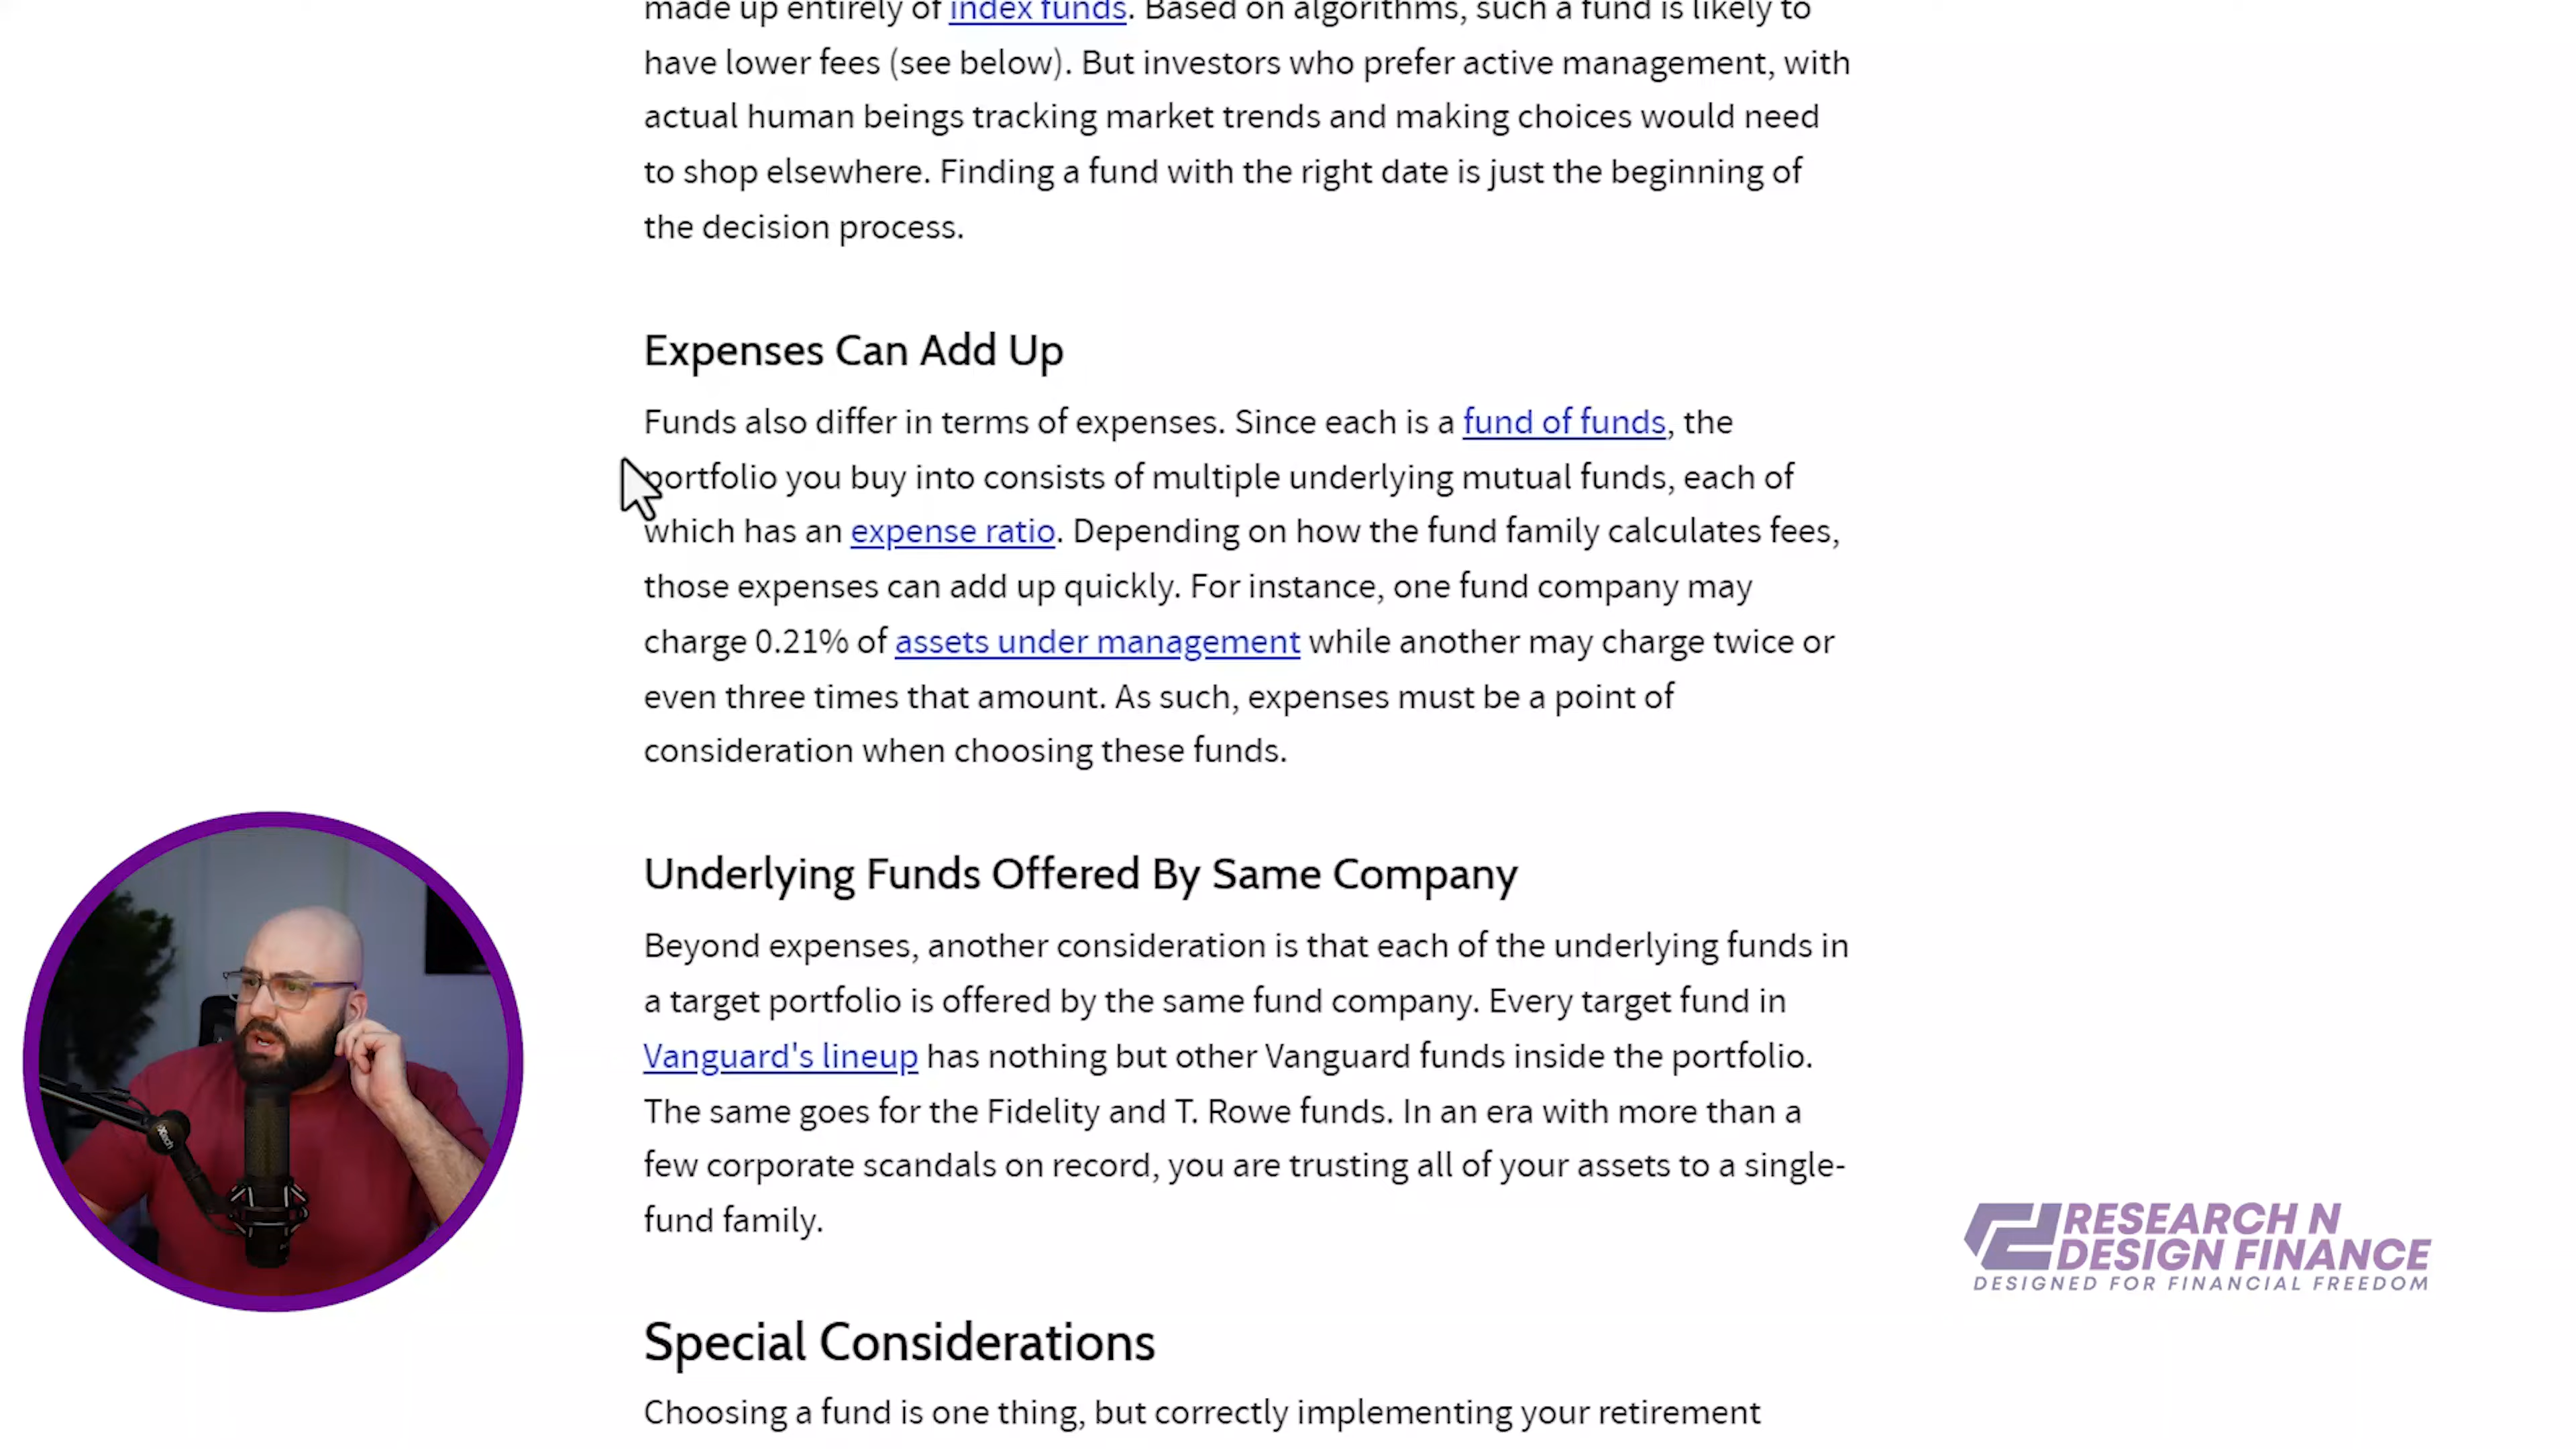 made up entirely of index funds. Based on algorithms, such a fund is likely to
have lower fees (see below). But investors who prefer active management, with
actual human beings tracking market trends and making choices would need
to shop elsewhere. Finding a fund with the right date is just the beginning of
the decision process.
Expenses Can Add Up
Funds also differ in terms of expenses. Since each is a fund of funds, the
portfolio you buy into consists of multiple underlying mutual funds, each of
which has an expense ratio. Depending on how the fund family calculates fees,
those expenses can add up quickly. For instance, one fund company may
charge 0.21% of assets under management while another may charge twice or
even three times that amount. As such, expenses must be a point of
consideration when choosing these funds.
Underlying Funds Offered By Same Company
Beyond expenses, another consideration is that each of the underlying funds in
a target portfolio is offered by the same fund company. Every target fund in
Vanguard's lineup has nothing but other Vanguard funds inside the portfolio.
The same goes for the Fidelity and T. Rowe funds. In an era with more than a
few corporate scandals on record, you are trusting all of your assets to a single-
fund family.
Special Considerations
Choosing a fund is one thing, but correctly implementing your retirement
RESEARCH N
DESIGN FINANCE
DESIGNED FOR FINANCIAL FREEDOM